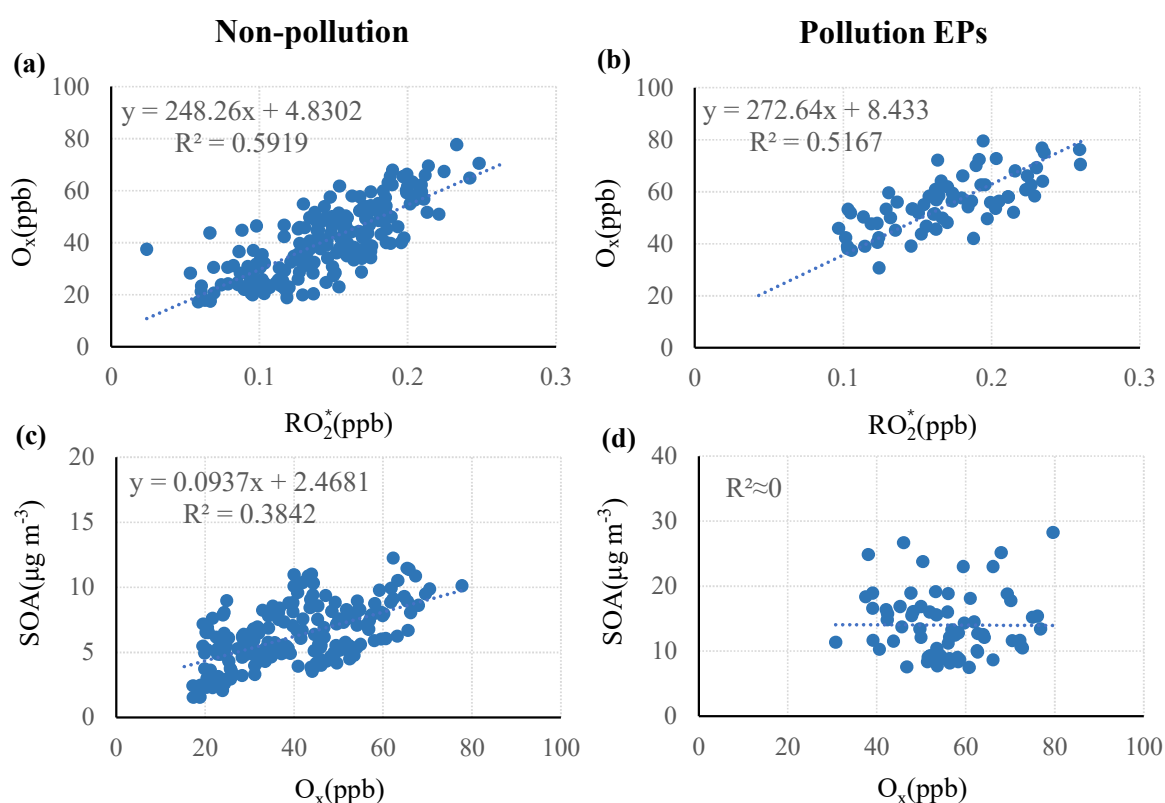 Non-pollution
Pollution EPs
(a)
y = 248.26x + 4.8302
R² = 0.5919
100
80
60
40
20
0
Oₓ(ppb)
0 0.1 0.2 0.3
RO₂*(ppb)
(b)
y = 272.64x + 8.433
R² = 0.5167
100
80
60
40
20
0
Oₓ(ppb)
0 0.1 0.2 0.3
RO₂*(ppb)
(c)
y = 0.0937x + 2.4681
R² = 0.3842
20
15
10
5
0
SOA(μg m⁻³)
0 20 40 60 80 100
Oₓ(ppb)
(d)
R²≈0
40
30
20
10
0
SOA(μg m⁻³)
0 20 40 60 80 100
Oₓ(ppb)